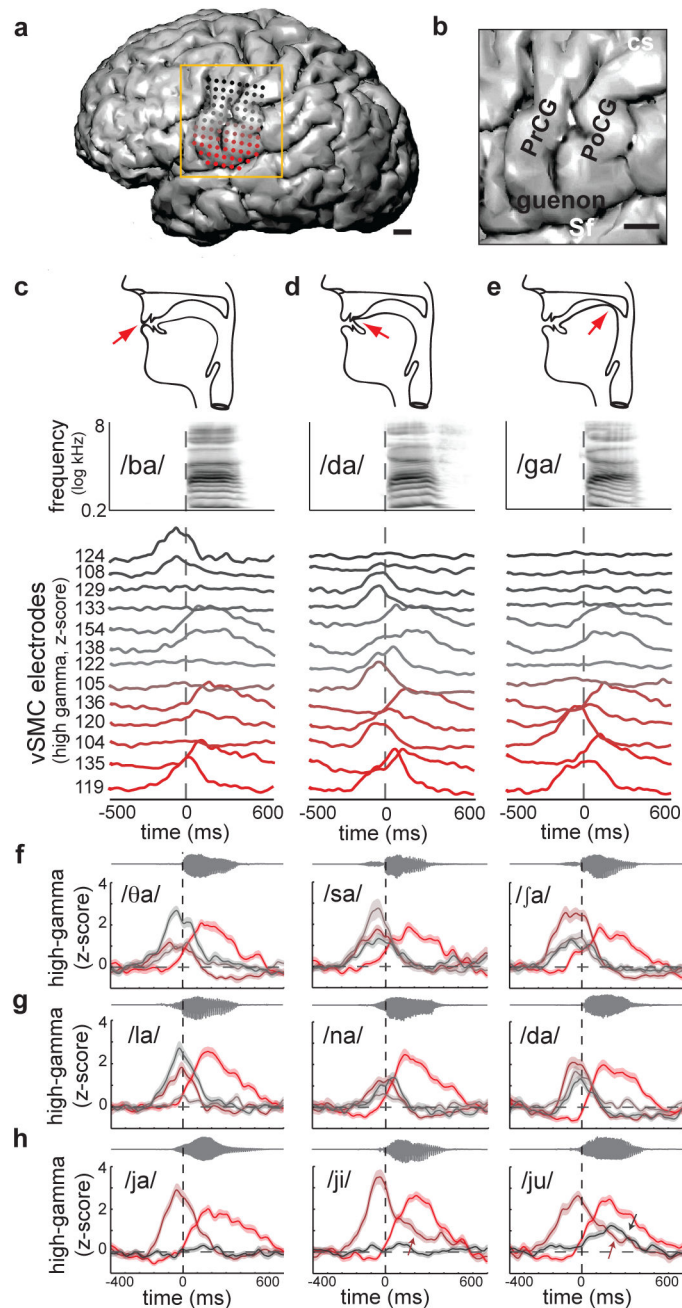 a
b
cs
PrCG
PoCG
guenon
Sf
c
d
e
frequency
(log kHz)
8
0.2
/ba/
/da/
/ga/
vSMC electrodes
(high gamma, z-score)
124
108
129
133
154
138
122
105
136
120
104
135
119
-500 0 600
-500 0 600
-500 0 600
time (ms)
time (ms)
time (ms)
f
high-gamma
(z-score)
4
2
0
/θa/
/sa/
/ʃa/
g
high-gamma
(z-score)
4
2
0
/la/
/na/
/da/
h
high-gamma
(z-score)
4
2
0
/ja/
/ji/
/ju/
-400 0 600
-400 0 600
-400 0 600
time (ms)
time (ms)
time (ms)